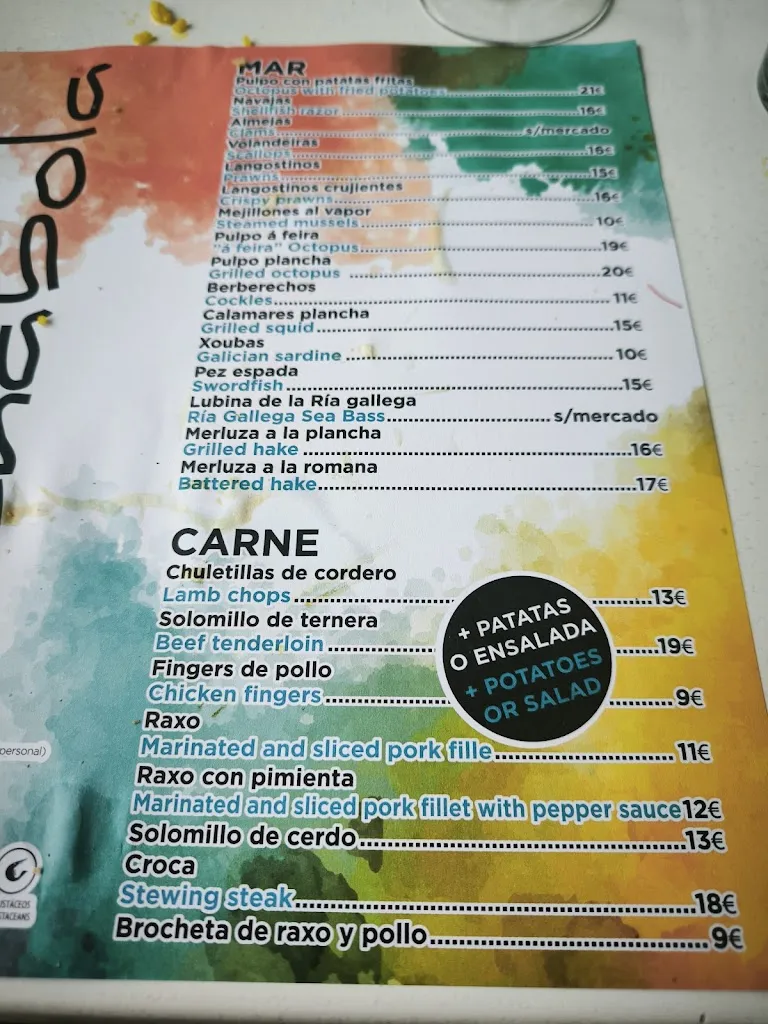 MAR
Pulpo con patatas fritas
Octopus with fried potatoes 21€
Navajas
Shellfish razor 16€
Almejas
Clams s/mercado
Volandeiras
Scallops 16€
Langostinos
Prawns 15€
Langostinos crujientes
Crispy prawns 16€
Mejillones al vapor
Steamed mussels 10€
Pulpo á feira
"á feira" Octopus 19€
Pulpo plancha
Grilled octopus 20€
Berberechos
Cockles 11€
Calamares plancha
Grilled squid 15€
Xoubas
Galician sardine 10€
Pez espada
Swordfish 15€
Lubina de la Ría gallega
Ría Gallega Sea Bass s/mercado
Merluza a la plancha
Grilled hake 16€
Merluza a la romana
Battered hake 17€
CARNE
Chuletillas de cordero
Lamb chops 13€
Solomillo de ternera
Beef tenderloin 19€
Fingers de pollo
Chicken fingers 9€
Raxo
Marinated and sliced pork fille 11€
Raxo con pimienta
Marinated and sliced pork fillet with pepper sauce 12€
Solomillo de cerdo 13€
Croca
Stewing steak 18€
Brocheta de raxo y pollo 9€
+ PATATAS
O ENSALADA
+ POTATOES
OR SALAD
personal)